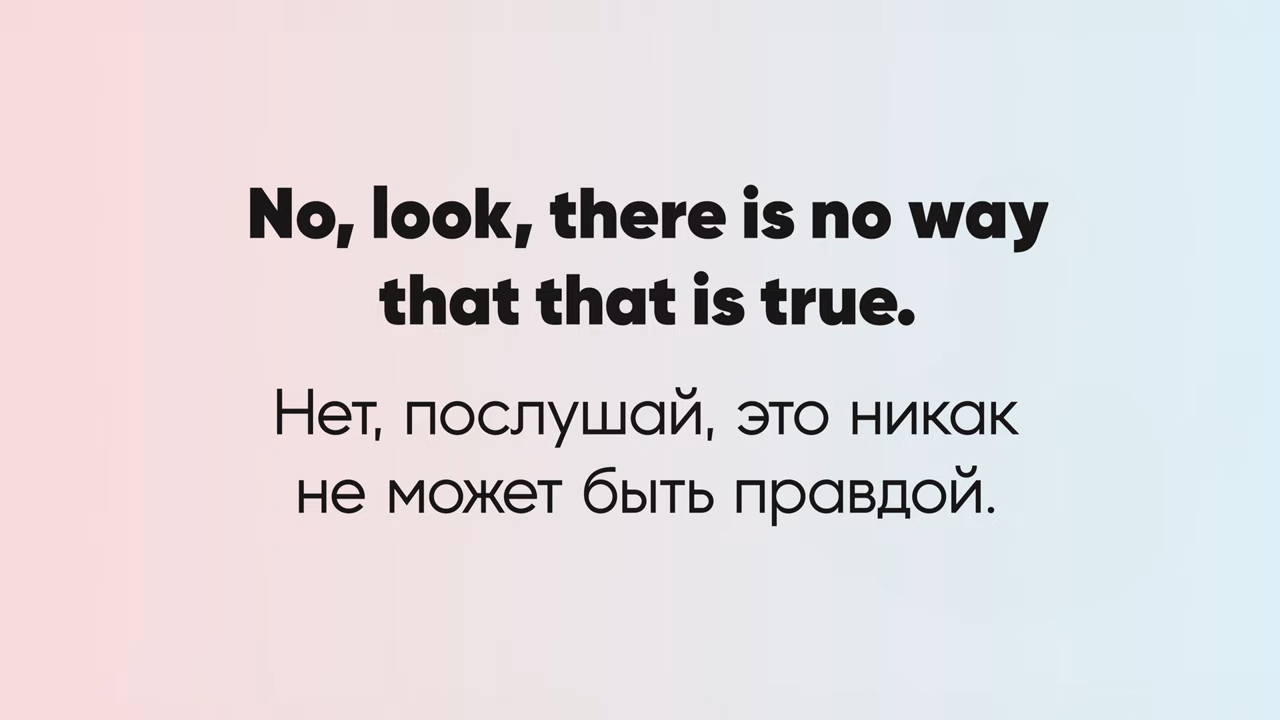 No, look, there is no way
that that is true.
Нет, послушай, это никак
не может быть правдой.